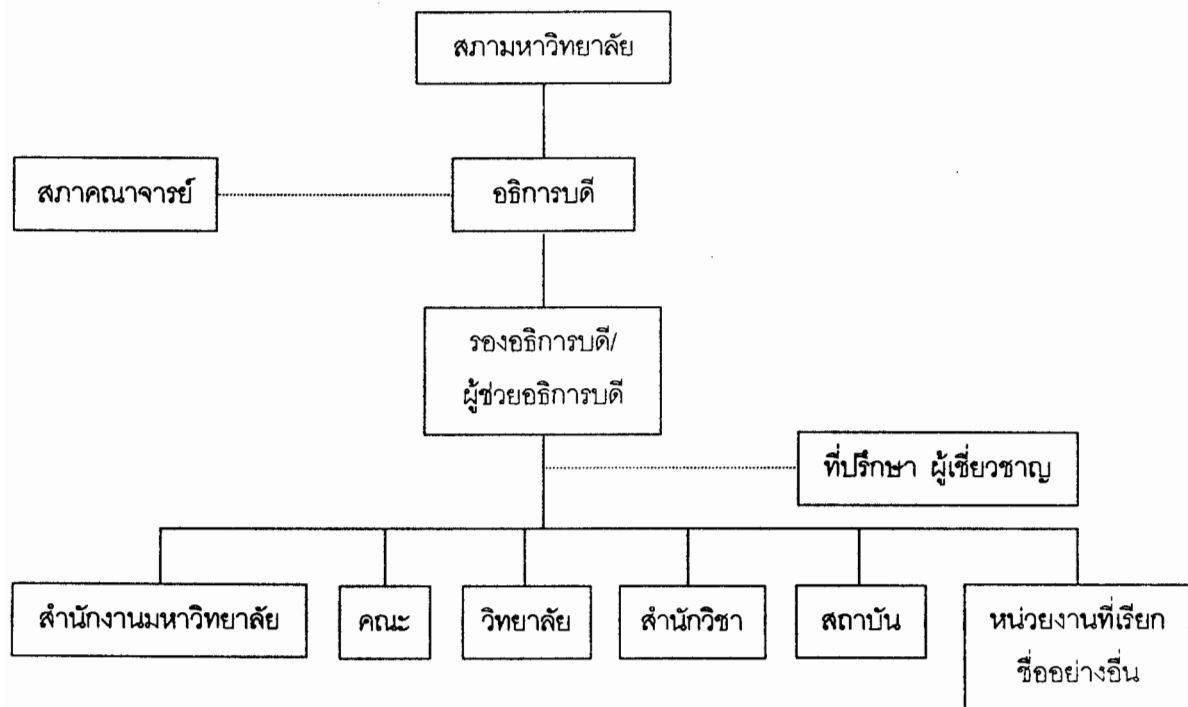 สภามหาวิทยาลัย
สภาคณาจารย์
อธิการบดี
รองอธิการบดี/
ผู้ช่วยอธิการบดี
ที่ปรึกษา ผู้เชี่ยวชาญ
สำนักงานมหาวิทยาลัย
คณะ
วิทยาลัย
สำนักวิชา
สถาบัน
หน่วยงานที่เรียก
ชื่ออย่างอื่น